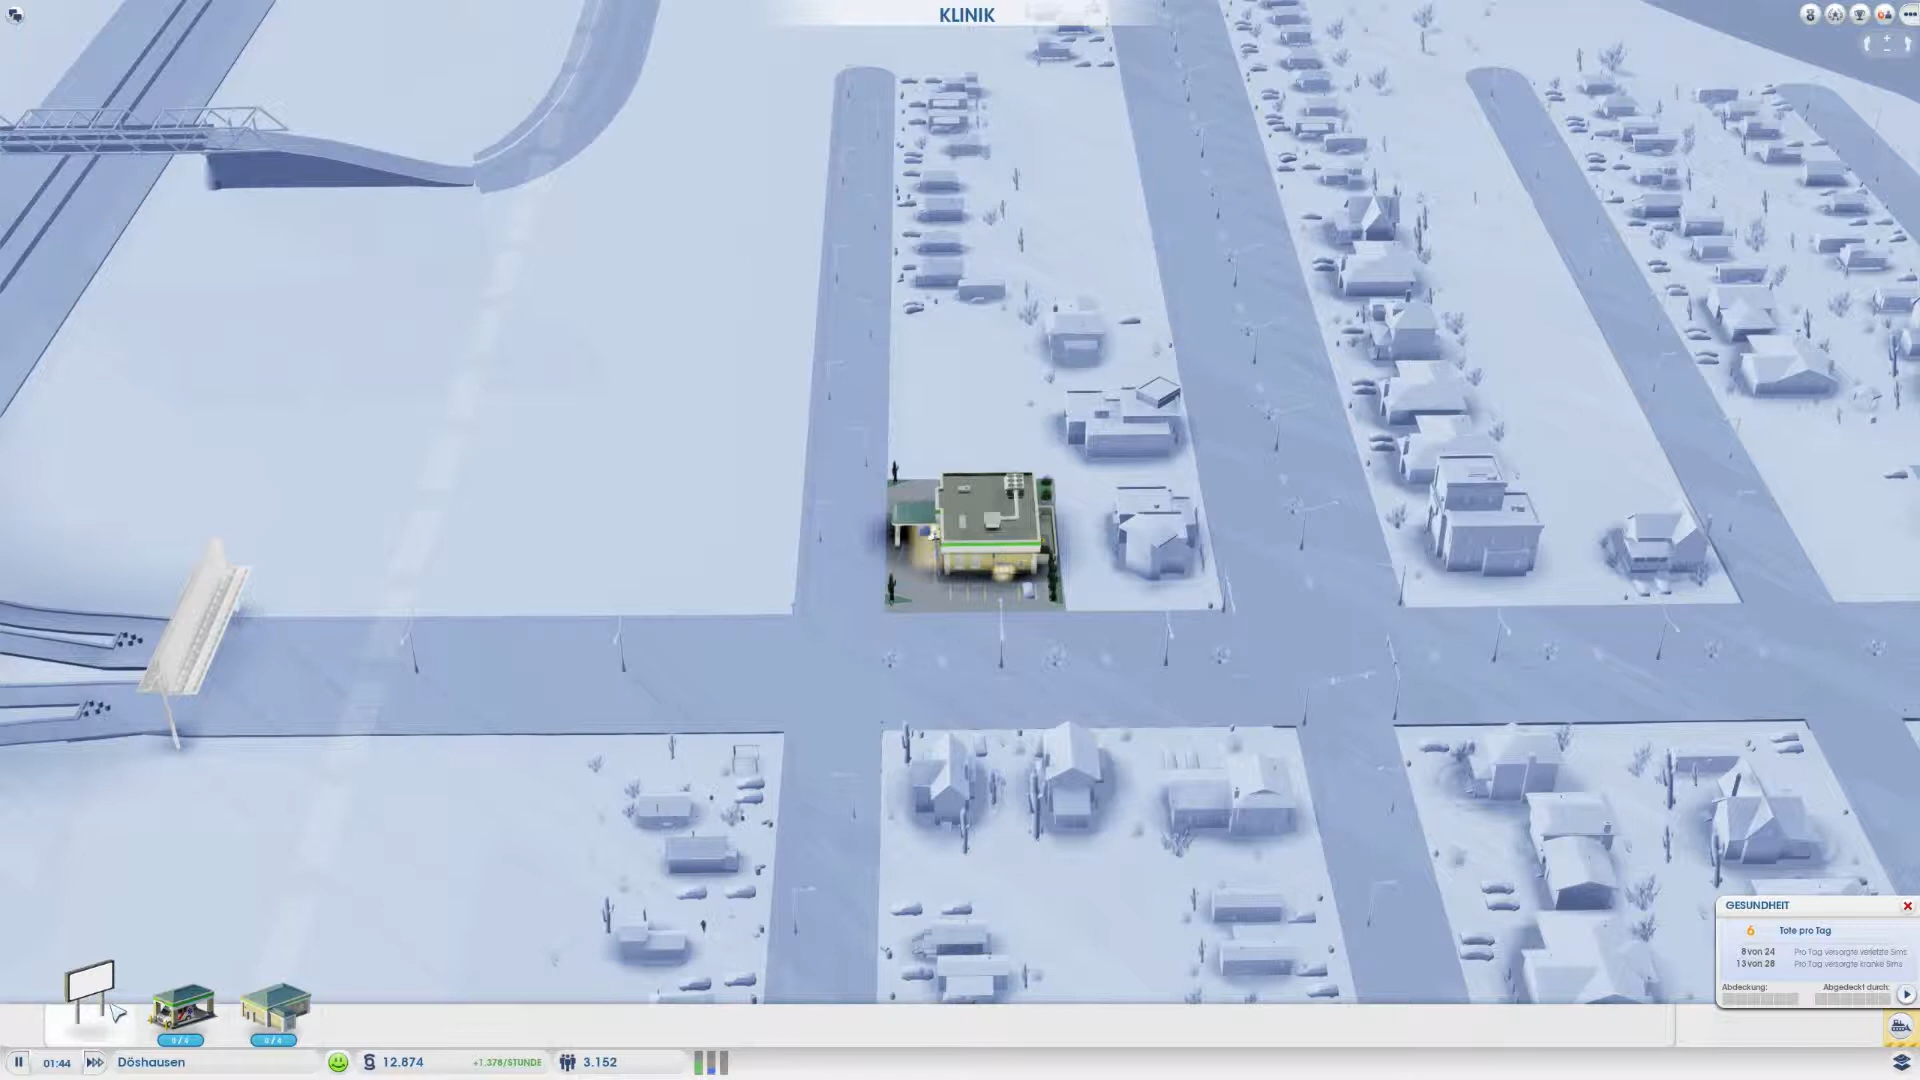 KLINIK
GESUNDHEIT
6 Tote pro Tag
8 von 24 Pro Tag versorgte verletzte Sims
13 von 28 Pro Tag versorgte kranke Sims
Abdeckung: Abgedeckt durch:
0/4 0/4
01:44 Döshausen 12.874 +1.378/STUNDE 3.152